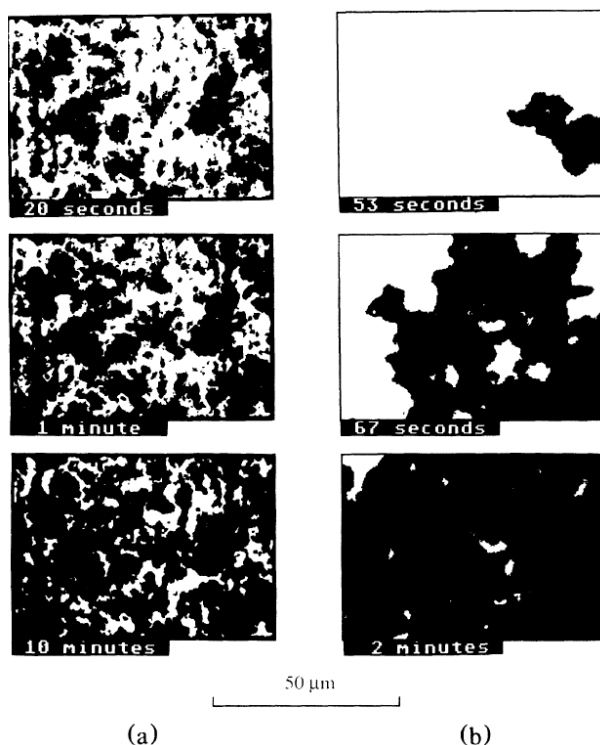 20 seconds
53 seconds
1 minute
67 seconds
10 minutes
2 minutes
50 µm
(a)
(b)